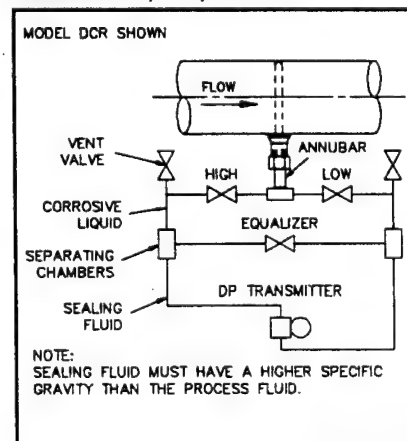 MODEL DCR SHOWN
FLOW
VENT
VALVE
ANNUBAR
HIGH
LOW
CORROSIVE
LIQUID
EQUALIZER
SEPARATING
CHAMBERS
SEALING
FLUID
DP TRANSMITTER
NOTE:
SEALING FLUID MUST HAVE A HIGHER SPECIFIC
GRAVITY THAN THE PROCESS FLUID.